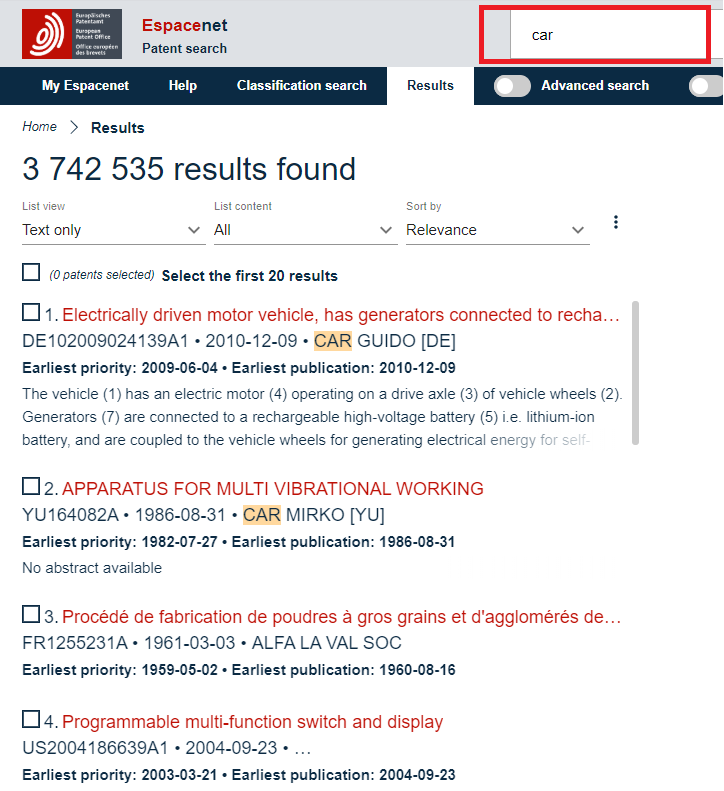 Europäisches
Patentamt
European
Patent Office
Office européen
des brevets
Espacenet
Patent search
car
My Espacenet
Help
Classification search
Results
Advanced search
Home
Results
3 742 535 results found
List view
List content
Sort by
Text only
All
Relevance
(0 patents selected) Select the first 20 results
1. Electrically driven motor vehicle, has generators connected to recha…
DE102009024139A1 • 2010-12-09 • CAR GUIDO [DE]
Earliest priority: 2009-06-04 • Earliest publication: 2010-12-09
The vehicle (1) has an electric motor (4) operating on a drive axle (3) of vehicle wheels (2).
Generators (7) are connected to a rechargeable high-voltage battery (5) i.e. lithium-ion
battery, and are coupled to the vehicle wheels for generating electrical energy for self-
2. APPARATUS FOR MULTI VIBRATIONAL WORKING
YU164082A • 1986-08-31 • CAR MIRKO [YU]
Earliest priority: 1982-07-27 • Earliest publication: 1986-08-31
No abstract available
3. Procédé de fabrication de poudres à gros grains et d'agglomérés de…
FR1255231A • 1961-03-03 • ALFA LA VAL SOC
Earliest priority: 1959-05-02 • Earliest publication: 1960-08-16
4. Programmable multi-function switch and display
US2004186639A1 • 2004-09-23 • …
Earliest priority: 2003-03-21 • Earliest publication: 2004-09-23